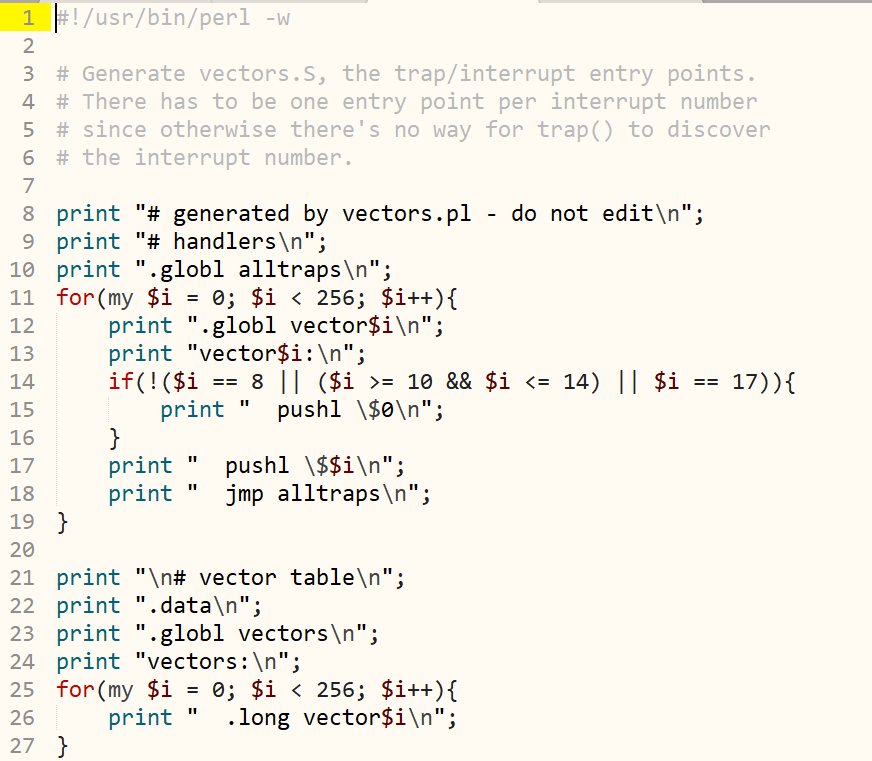 1 #!/usr/bin/perl -w
2
3 # Generate vectors.S, the trap/interrupt entry points.
4 # There has to be one entry point per interrupt number
5 # since otherwise there's no way for trap() to discover
6 # the interrupt number.
7
8 print "# generated by vectors.pl - do not edit\n";
9 print "# handlers\n";
10 print ".globl alltraps\n";
11 for(my $i = 0; $i < 256; $i++){
12     print ".globl vector$i\n";
13     print "vector$i:\n";
14     if(!($i == 8 || ($i >= 10 && $i <= 14) || $i == 17)){
15         print "  pushl \$0\n";
16     }
17     print "  pushl \$$i\n";
18     print "  jmp alltraps\n";
19 }
20
21 print "\n# vector table\n";
22 print ".data\n";
23 print ".globl vectors\n";
24 print "vectors:\n";
25 for(my $i = 0; $i < 256; $i++){
26     print "  .long vector$i\n";
27 }